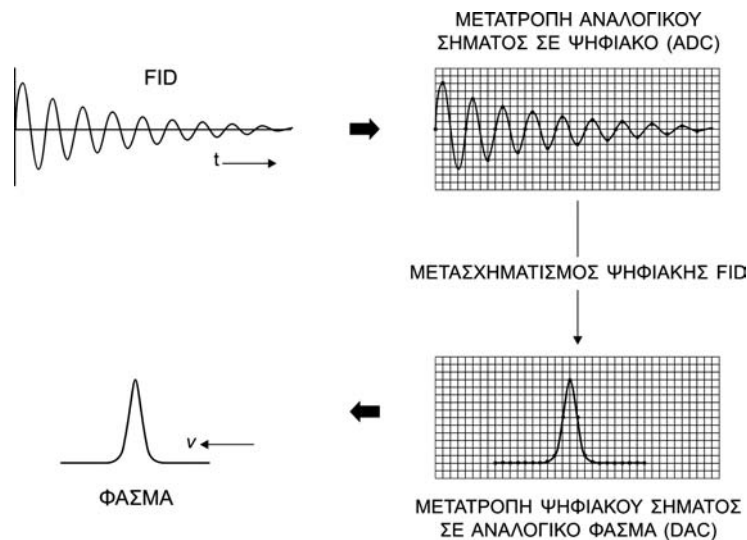 ΜΕΤΑΤΡΟΠΗ ΑΝΑΛΟΓΙΚΟΥ
ΣΗΜΑΤΟΣ ΣΕ ΨΗΦΙΑΚΟ (ADC)
FID
t
ΜΕΤΑΣΧΗΜΑΤΙΣΜΟΣ ΨΗΦΙΑΚΗΣ FID
ν
ΦΑΣΜΑ
ΜΕΤΑΤΡΟΠΗ ΨΗΦΙΑΚΟΥ ΣΗΜΑΤΟΣ
ΣΕ ΑΝΑΛΟΓΙΚΟ ΦΑΣΜΑ (DAC)